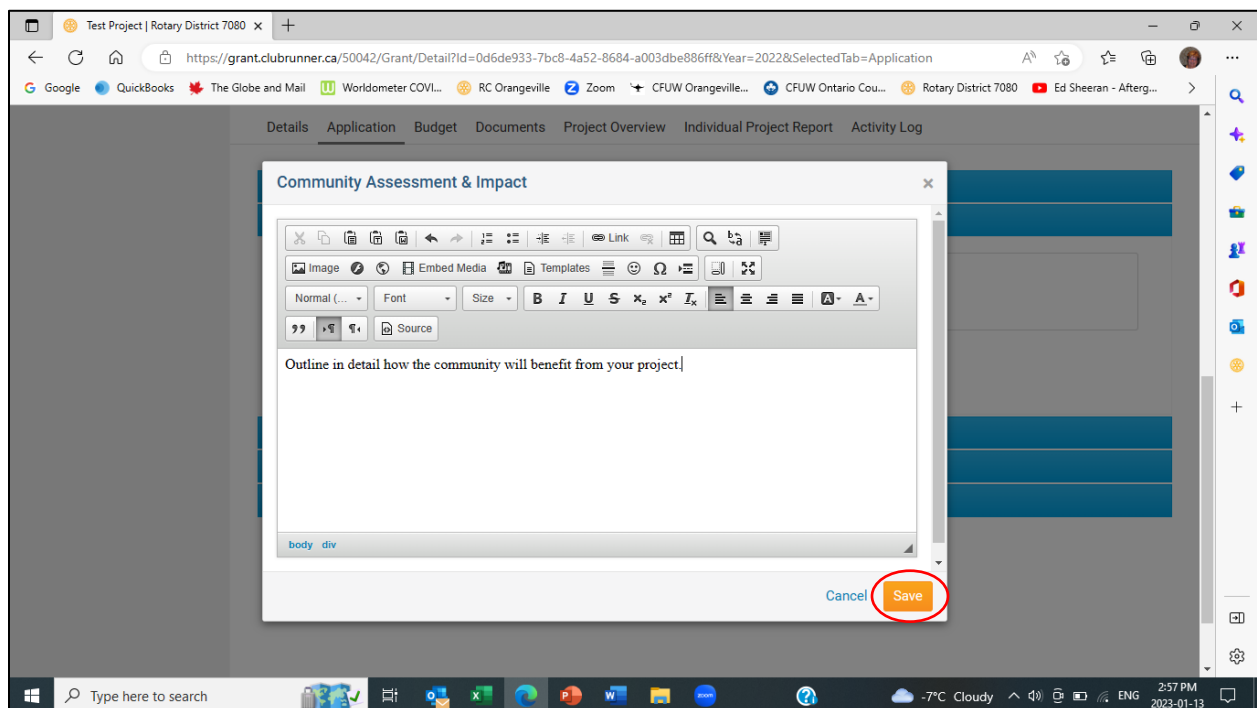 Test Project | Rotary District 7080
https://grant.clubrunner.ca/50042/Grant/Detail?Id=0d6de933-7bc8-4a52-8684-a003dbe886ff&Year=2022&SelectedTab=Application
Google QuickBooks The Globe and Mail Worldometer COVI... RC Orangeville Zoom CFUW Orangeville... CFUW Ontario Cou... Rotary District 7080 Ed Sheeran - Afterg...
Details Application Budget Documents Project Overview Individual Project Report Activity Log
Community Assessment & Impact
Link
Image Embed Media Templates
Normal (... Font Size B I U S x₂ x² Tx A A
Source
Outline in detail how the community will benefit from your project.
body div
Cancel Save
Type here to search -7°C Cloudy ENG 2:57 PM
2023-01-13